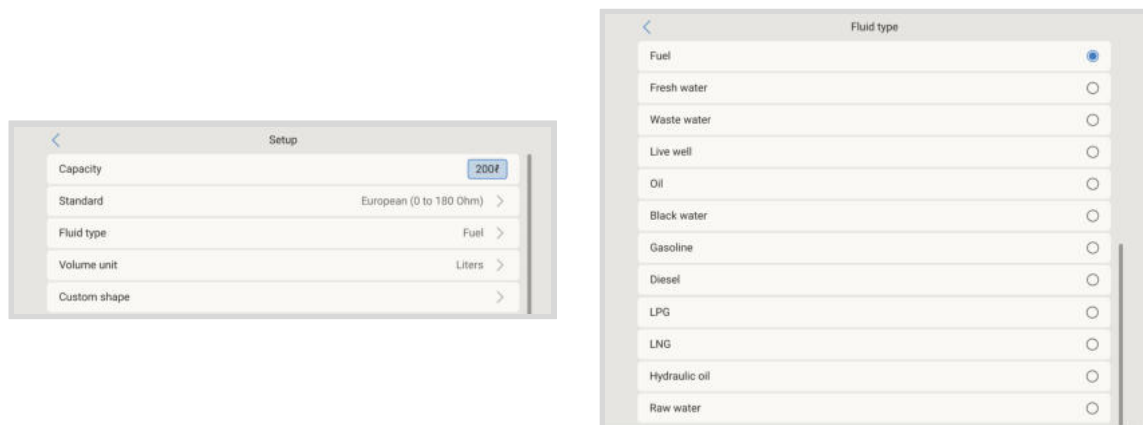 Setup
Capacity 200ℓ
Standard European (0 to 180 Ohm)
Fluid type Fuel
Volume unit Liters
Custom shape
Fluid type
Fuel
Fresh water
Waste water
Live well
Oil
Black water
Gasoline
Diesel
LPG
LNG
Hydraulic oil
Raw water